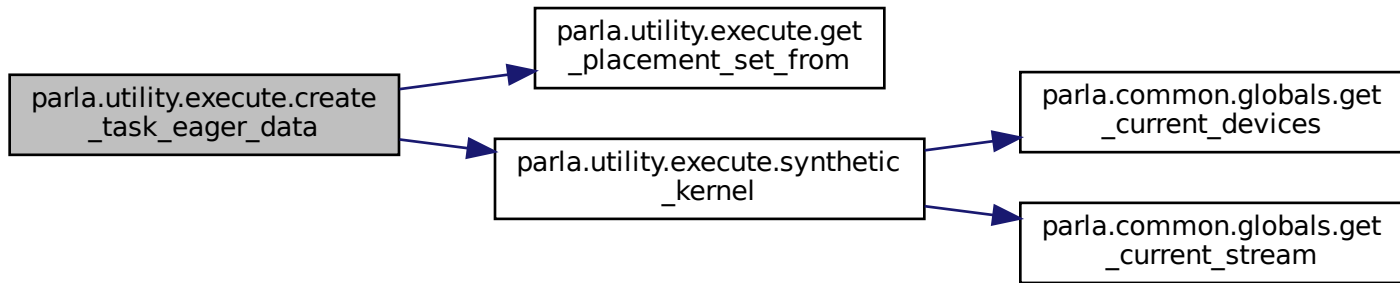 parla.utility.execute.create
_task_eager_data
parla.utility.execute.get
_placement_set_from
parla.utility.execute.synthetic
_kernel
parla.common.globals.get
_current_devices
parla.common.globals.get
_current_stream